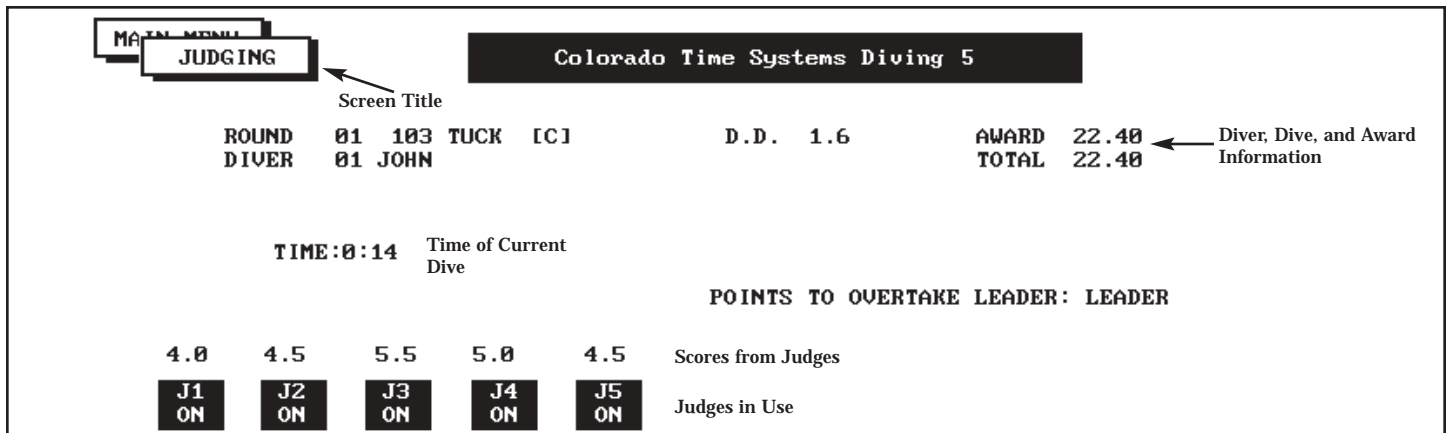 MAIN MENU
JUDGING
Colorado Time Systems Diving 5
Screen Title
ROUND 01 103 TUCK [C] D.D. 1.6 AWARD 22.40
DIVER 01 JOHN TOTAL 22.40
Diver, Dive, and Award
Information
TIME:0:14
Time of Current
Dive
POINTS TO OVERTAKE LEADER: LEADER
4.0 4.5 5.5 5.0 4.5 Scores from Judges
J1 J2 J3 J4 J5
ON ON ON ON ON
Judges in Use